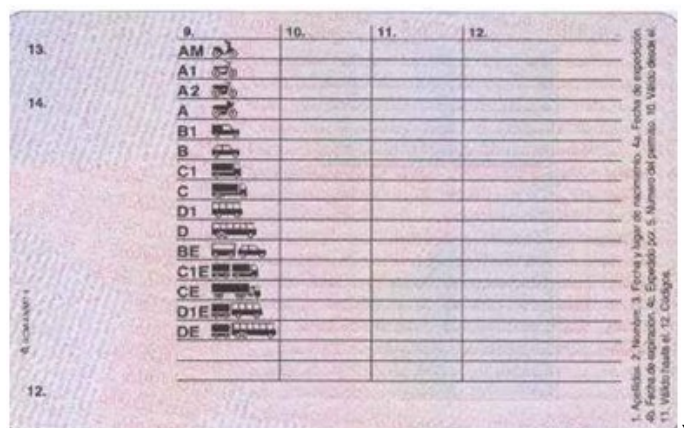 9. 10. 11. 12.
13.
AM
A1
A2
14.
A
B1
B
C1
C
D1
D
BE
C1E
CE
D1E
DE
12.
1. Apellidos. 2. Nombre. 3. Fecha y lugar de nacimiento. 4a. Fecha de expedición.
4b. Fecha de expiración. 4c. Expedido por. 5. Número del permiso. 10. Válido desde el.
11. Válido hasta el. 12. Códigos.